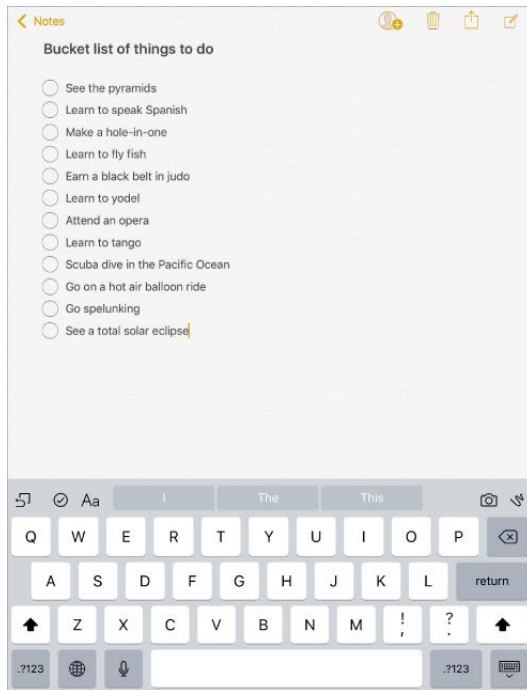 Notes
Bucket list of things to do
See the pyramids
Learn to speak Spanish
Make a hole-in-one
Learn to fly fish
Earn a black belt in judo
Learn to yodel
Attend an opera
Learn to tango
Scuba dive in the Pacific Ocean
Go on a hot air balloon ride
Go spelunking
See a total solar eclipse
Aa I The This
Q W E R T Y U I O P
A S D F G H J K L return
Z X C V B N M ! , ? .
.?123 .?123